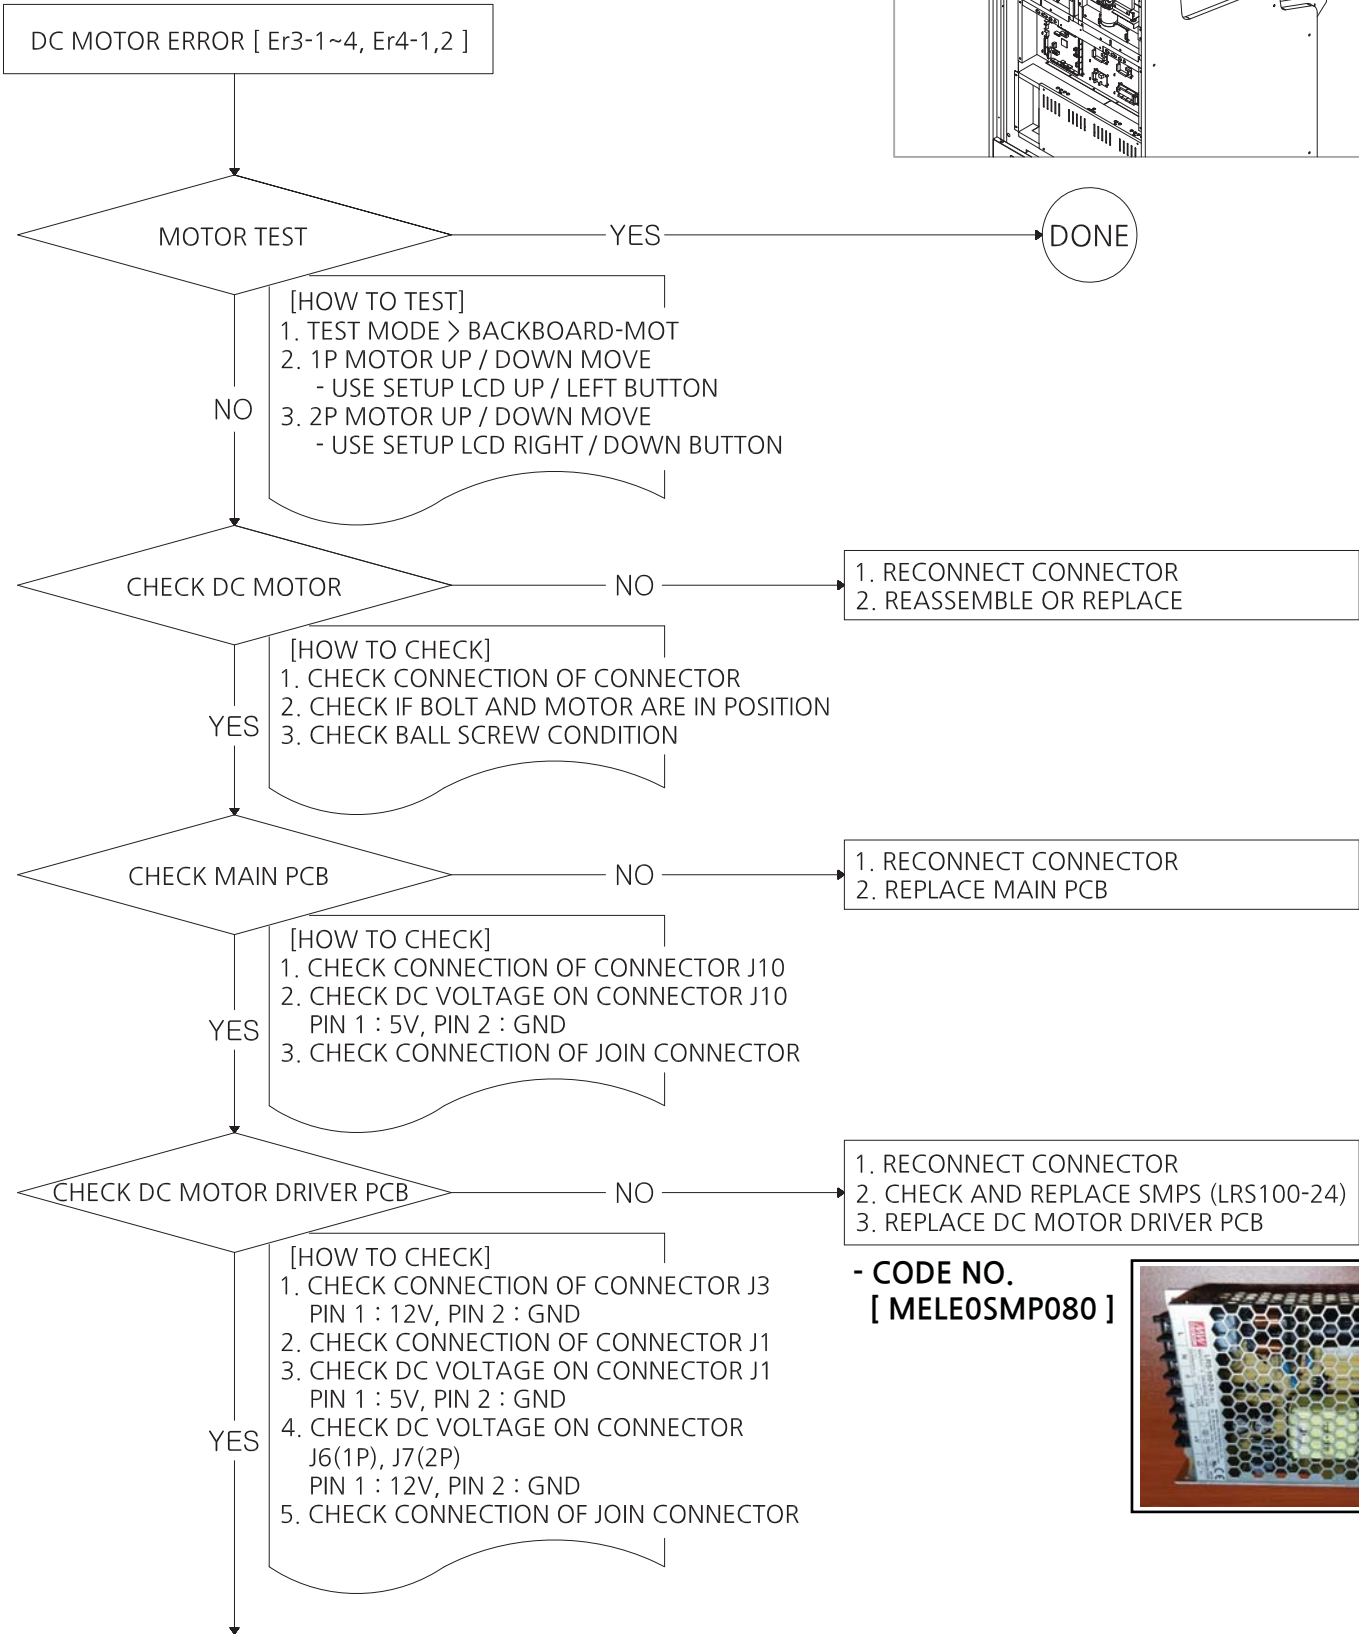 DC MOTOR ERROR [ Er3-1~4, Er4-1,2 ]
MOTOR TEST
YES
DONE
[HOW TO TEST]
1. TEST MODE > BACKBOARD-MOT
2. 1P MOTOR UP / DOWN MOVE
- USE SETUP LCD UP / LEFT BUTTON
3. 2P MOTOR UP / DOWN MOVE
- USE SETUP LCD RIGHT / DOWN BUTTON
NO
CHECK DC MOTOR
NO
1. RECONNECT CONNECTOR
2. REASSEMBLE OR REPLACE
[HOW TO CHECK]
1. CHECK CONNECTION OF CONNECTOR
2. CHECK IF BOLT AND MOTOR ARE IN POSITION
3. CHECK BALL SCREW CONDITION
YES
CHECK MAIN PCB
NO
1. RECONNECT CONNECTOR
2. REPLACE MAIN PCB
[HOW TO CHECK]
1. CHECK CONNECTION OF CONNECTOR J10
2. CHECK DC VOLTAGE ON CONNECTOR J10
PIN 1 : 5V, PIN 2 : GND
3. CHECK CONNECTION OF JOIN CONNECTOR
YES
CHECK DC MOTOR DRIVER PCB
NO
1. RECONNECT CONNECTOR
2. CHECK AND REPLACE SMPS (LRS100-24)
3. REPLACE DC MOTOR DRIVER PCB
- CODE NO.
[ MELE0SMP080 ]
[HOW TO CHECK]
1. CHECK CONNECTION OF CONNECTOR J3
PIN 1 : 12V, PIN 2 : GND
2. CHECK CONNECTION OF CONNECTOR J1
3. CHECK DC VOLTAGE ON CONNECTOR J1
PIN 1 : 5V, PIN 2 : GND
4. CHECK DC VOLTAGE ON CONNECTOR
J6(1P), J7(2P)
PIN 1 : 12V, PIN 2 : GND
5. CHECK CONNECTION OF JOIN CONNECTOR
YES